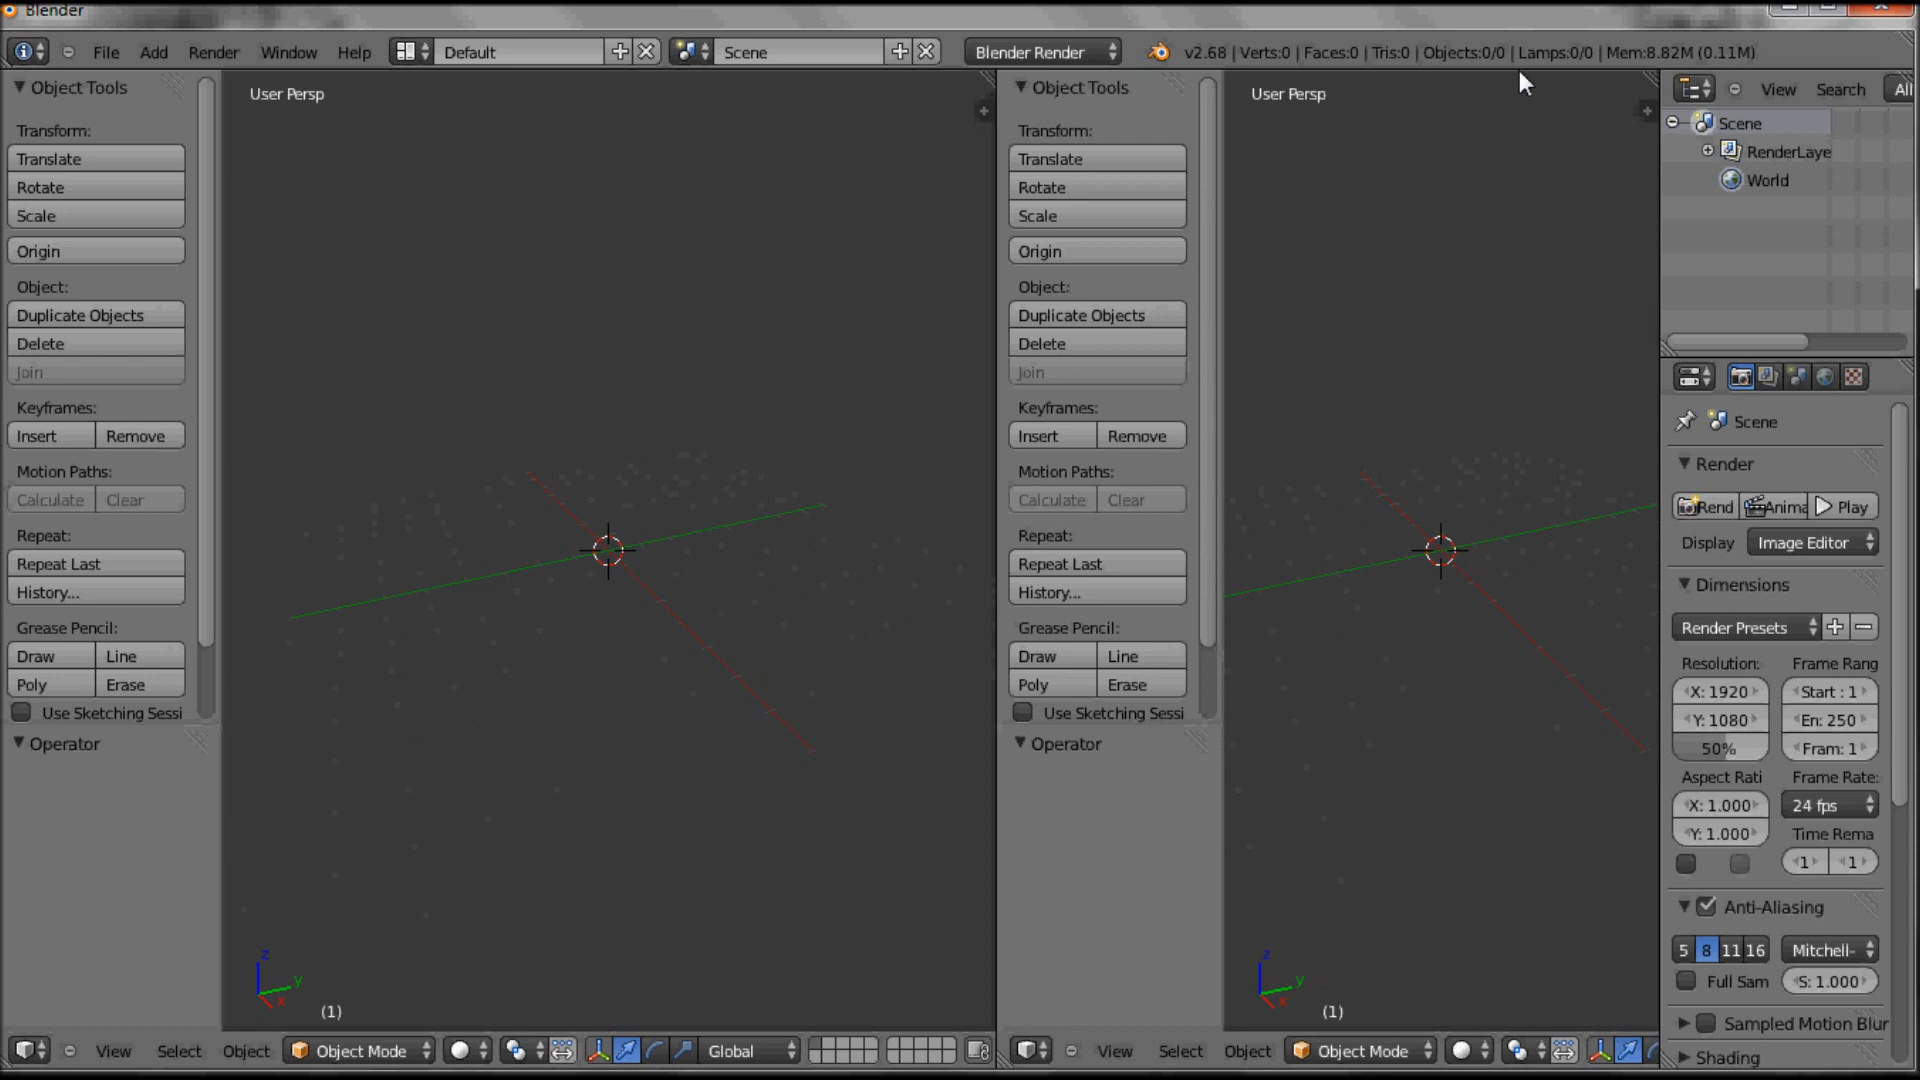 Blender
File Add Render Window Help Default Scene Blender Render v2.68 | Verts:0 | Faces:0 | Tris:0 | Objects:0/0 | Lamps:0/0 | Mem:8.82M (0.11M)
Object Tools
Transform:
Translate
Rotate
Scale
Origin
Object:
Duplicate Objects
Delete
Join
Keyframes:
Insert Remove
Motion Paths:
Calculate Clear
Repeat:
Repeat Last
History...
Grease Pencil:
Draw Line
Poly Erase
Use Sketching Sessi
Operator
User Persp
z
y
x
(1)
View Select Object Object Mode Global
Object Tools
Transform:
Translate
Rotate
Scale
Origin
Object:
Duplicate Objects
Delete
Join
Keyframes:
Insert Remove
Motion Paths:
Calculate Clear
Repeat:
Repeat Last
History...
Grease Pencil:
Draw Line
Poly Erase
Use Sketching Sessi
Operator
User Persp
z
y
x
(1)
View Select Object Object Mode
View Search All
Scene
RenderLaye
World
Scene
Render
Rend Anima Play
Display Image Editor
Dimensions
Render Presets
Resolution: Frame Rang
X: 1920 Start : 1
Y: 1080 En: 250
50% Fram: 1
Aspect Rati Frame Rate:
X: 1.000 24 fps
Y: 1.000 Time Rema
1 1
Anti-Aliasing
5 8 11 16 Mitchell-
Full Sam S: 1.000
Sampled Motion Blur
Shading